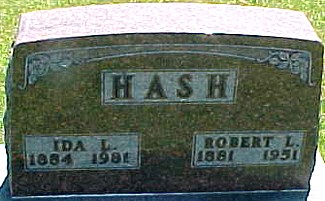 HASH
IDA L.
1884 1981
ROBERT L.
1881 1951